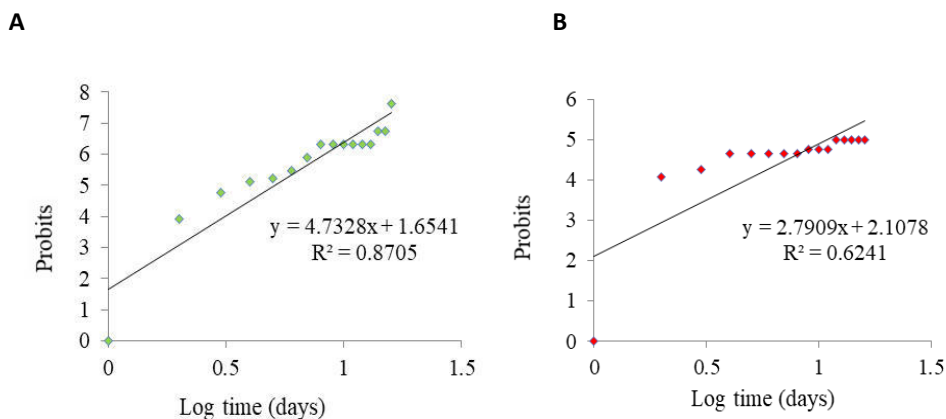 A
8
7
6
5
4
3
2
1
0
Probits
y = 4.7328x + 1.6541
R² = 0.8705
0 0.5 1 1.5
Log time (days)
B
6
5
4
3
2
1
0
Probits
y = 2.7909x + 2.1078
R² = 0.6241
0 0.5 1 1.5
Log time (days)